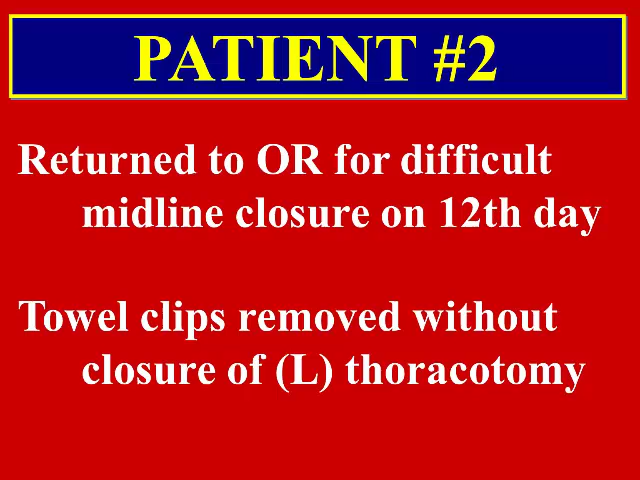 PATIENT #2
Returned to OR for difficult
midline closure on 12th day
Towel clips removed without
closure of (L) thoracotomy